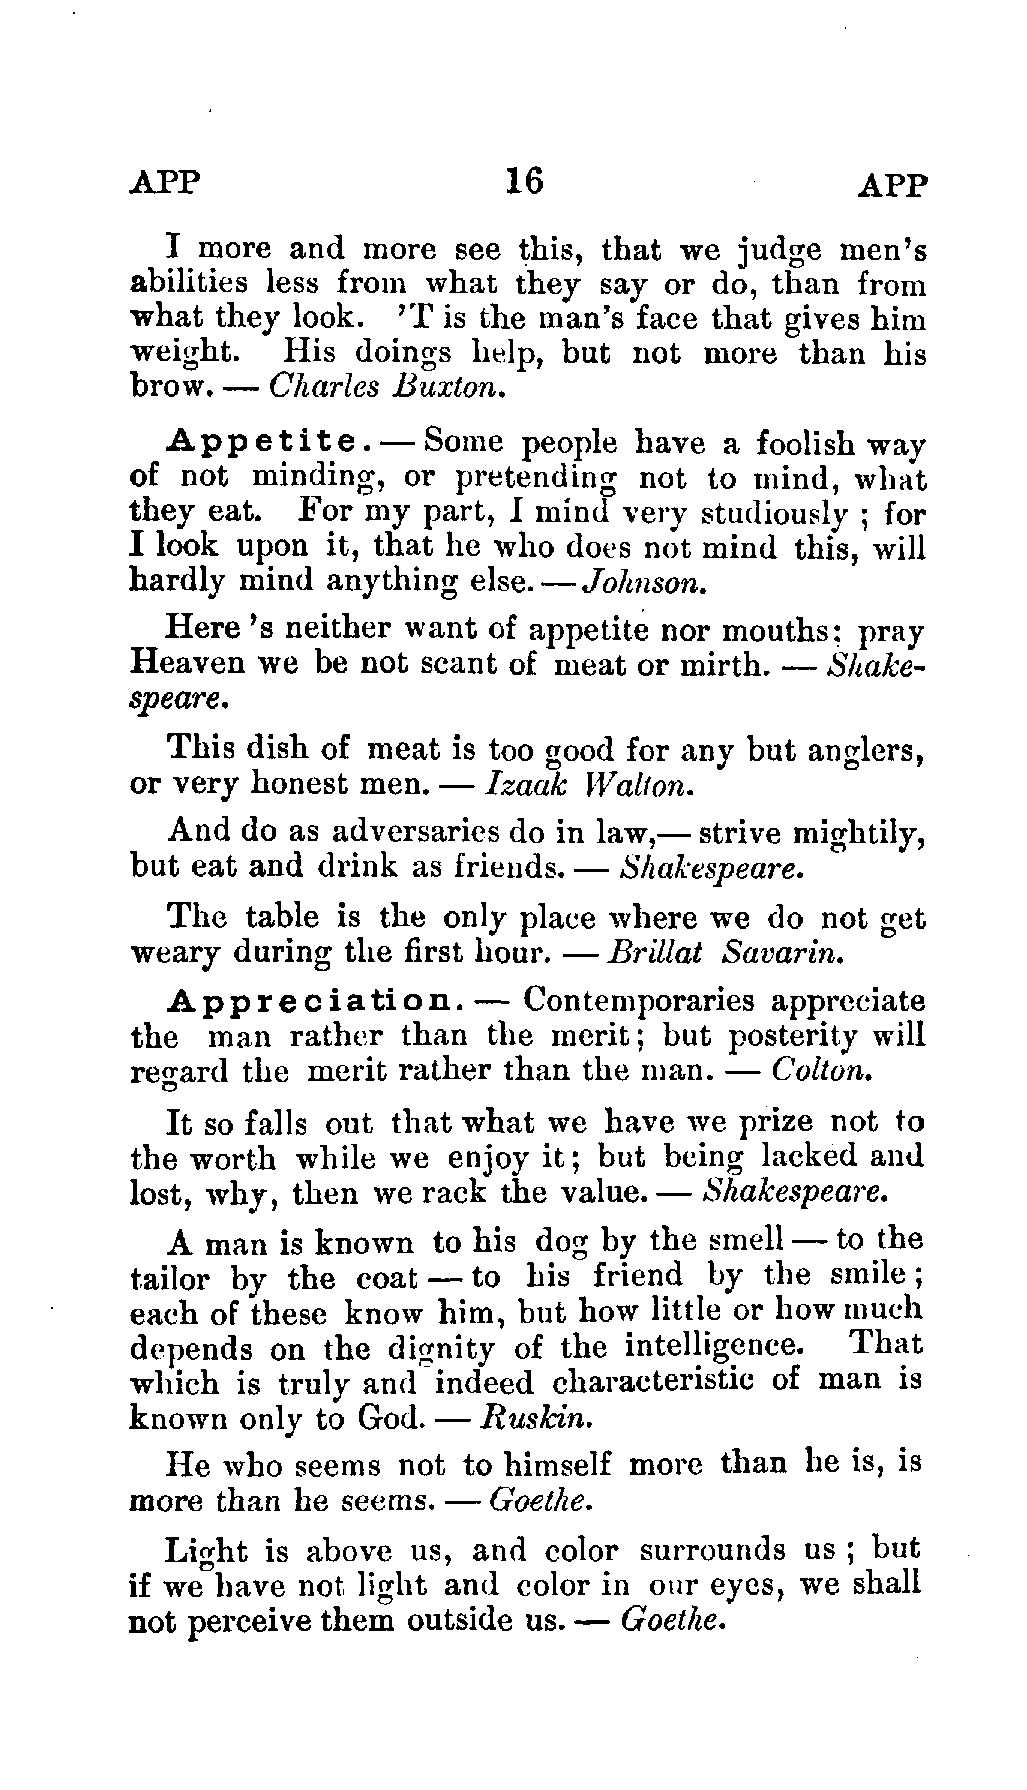 APP 16 APP
I more and more see this, that we judge men's
abilities less from what they say or do, than from
what they look. 'T is the man's face that gives him
weight. His doings help, but not more than his
brow. — Charles Buxton.
Appetite. — Some people have a foolish way
of not minding, or pretending not to mind, what
they eat. For my part, I mind very studiously ; for
I look upon it, that he who does not mind this, will
hardly mind anything else. — Johnson.
Here 's neither want of appetite nor mouths; pray
Heaven we be not scant of meat or mirth. — Shake-
speare.
This dish of meat is too good for any but anglers,
or very honest men. — Izaak Walton.
And do as adversaries do in law,— strive mightily,
but eat and drink as friends. — Shakespeare.
The table is the only place where we do not get
weary during the first hour. — Brillat Savarin.
Appreciation. — Contemporaries appreciate
the man rather than the merit; but posterity will
regard the merit rather than the man. — Colton.
It so falls out that what we have we prize not to
the worth while we enjoy it; but being lacked and
lost, why, then we rack the value. — Shakespeare.
A man is known to his dog by the smell — to the
tailor by the coat — to his friend by the smile;
each of these know him, but how little or how much
depends on the dignity of the intelligence. That
which is truly and indeed characteristic of man is
known only to God. — Ruskin.
He who seems not to himself more than he is, is
more than he seems. — Goethe.
Light is above us, and color surrounds us ; but
if we have not light and color in our eyes, we shall
not perceive them outside us. — Goethe.